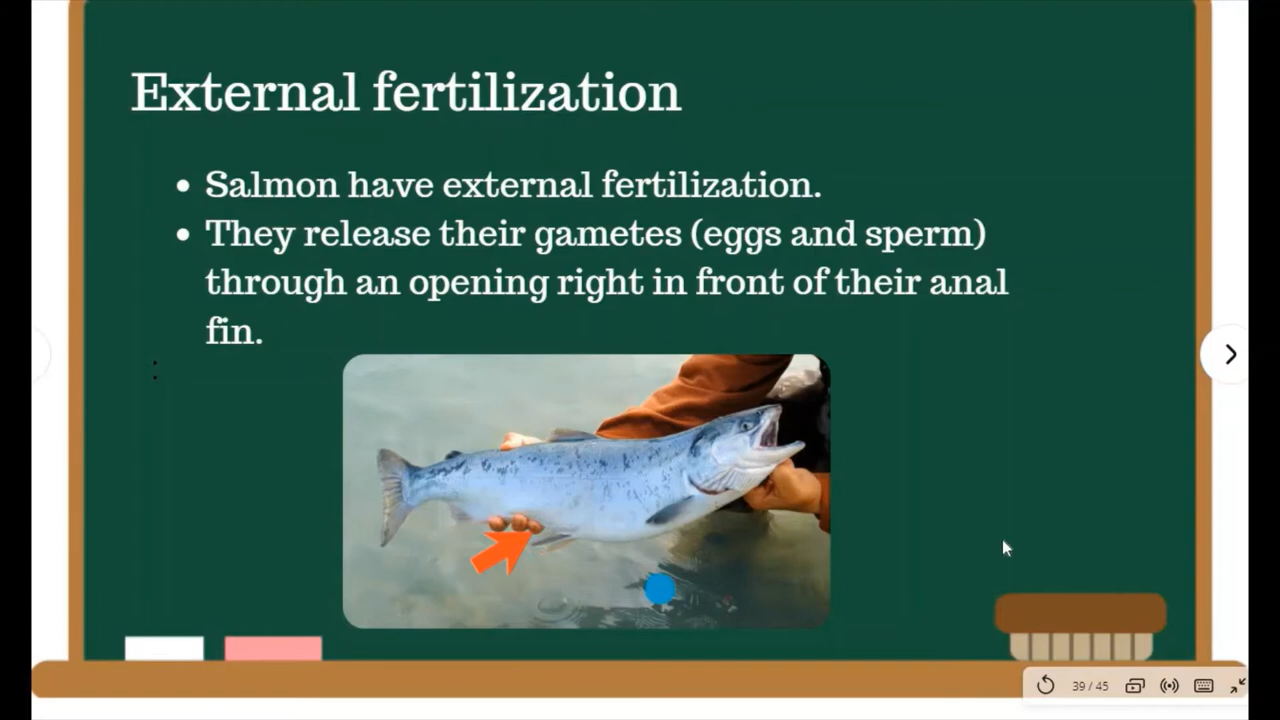 External fertilization
• Salmon have external fertilization.
• They release their gametes (eggs and sperm)
through an opening right in front of their anal
fin.
:
39 / 45